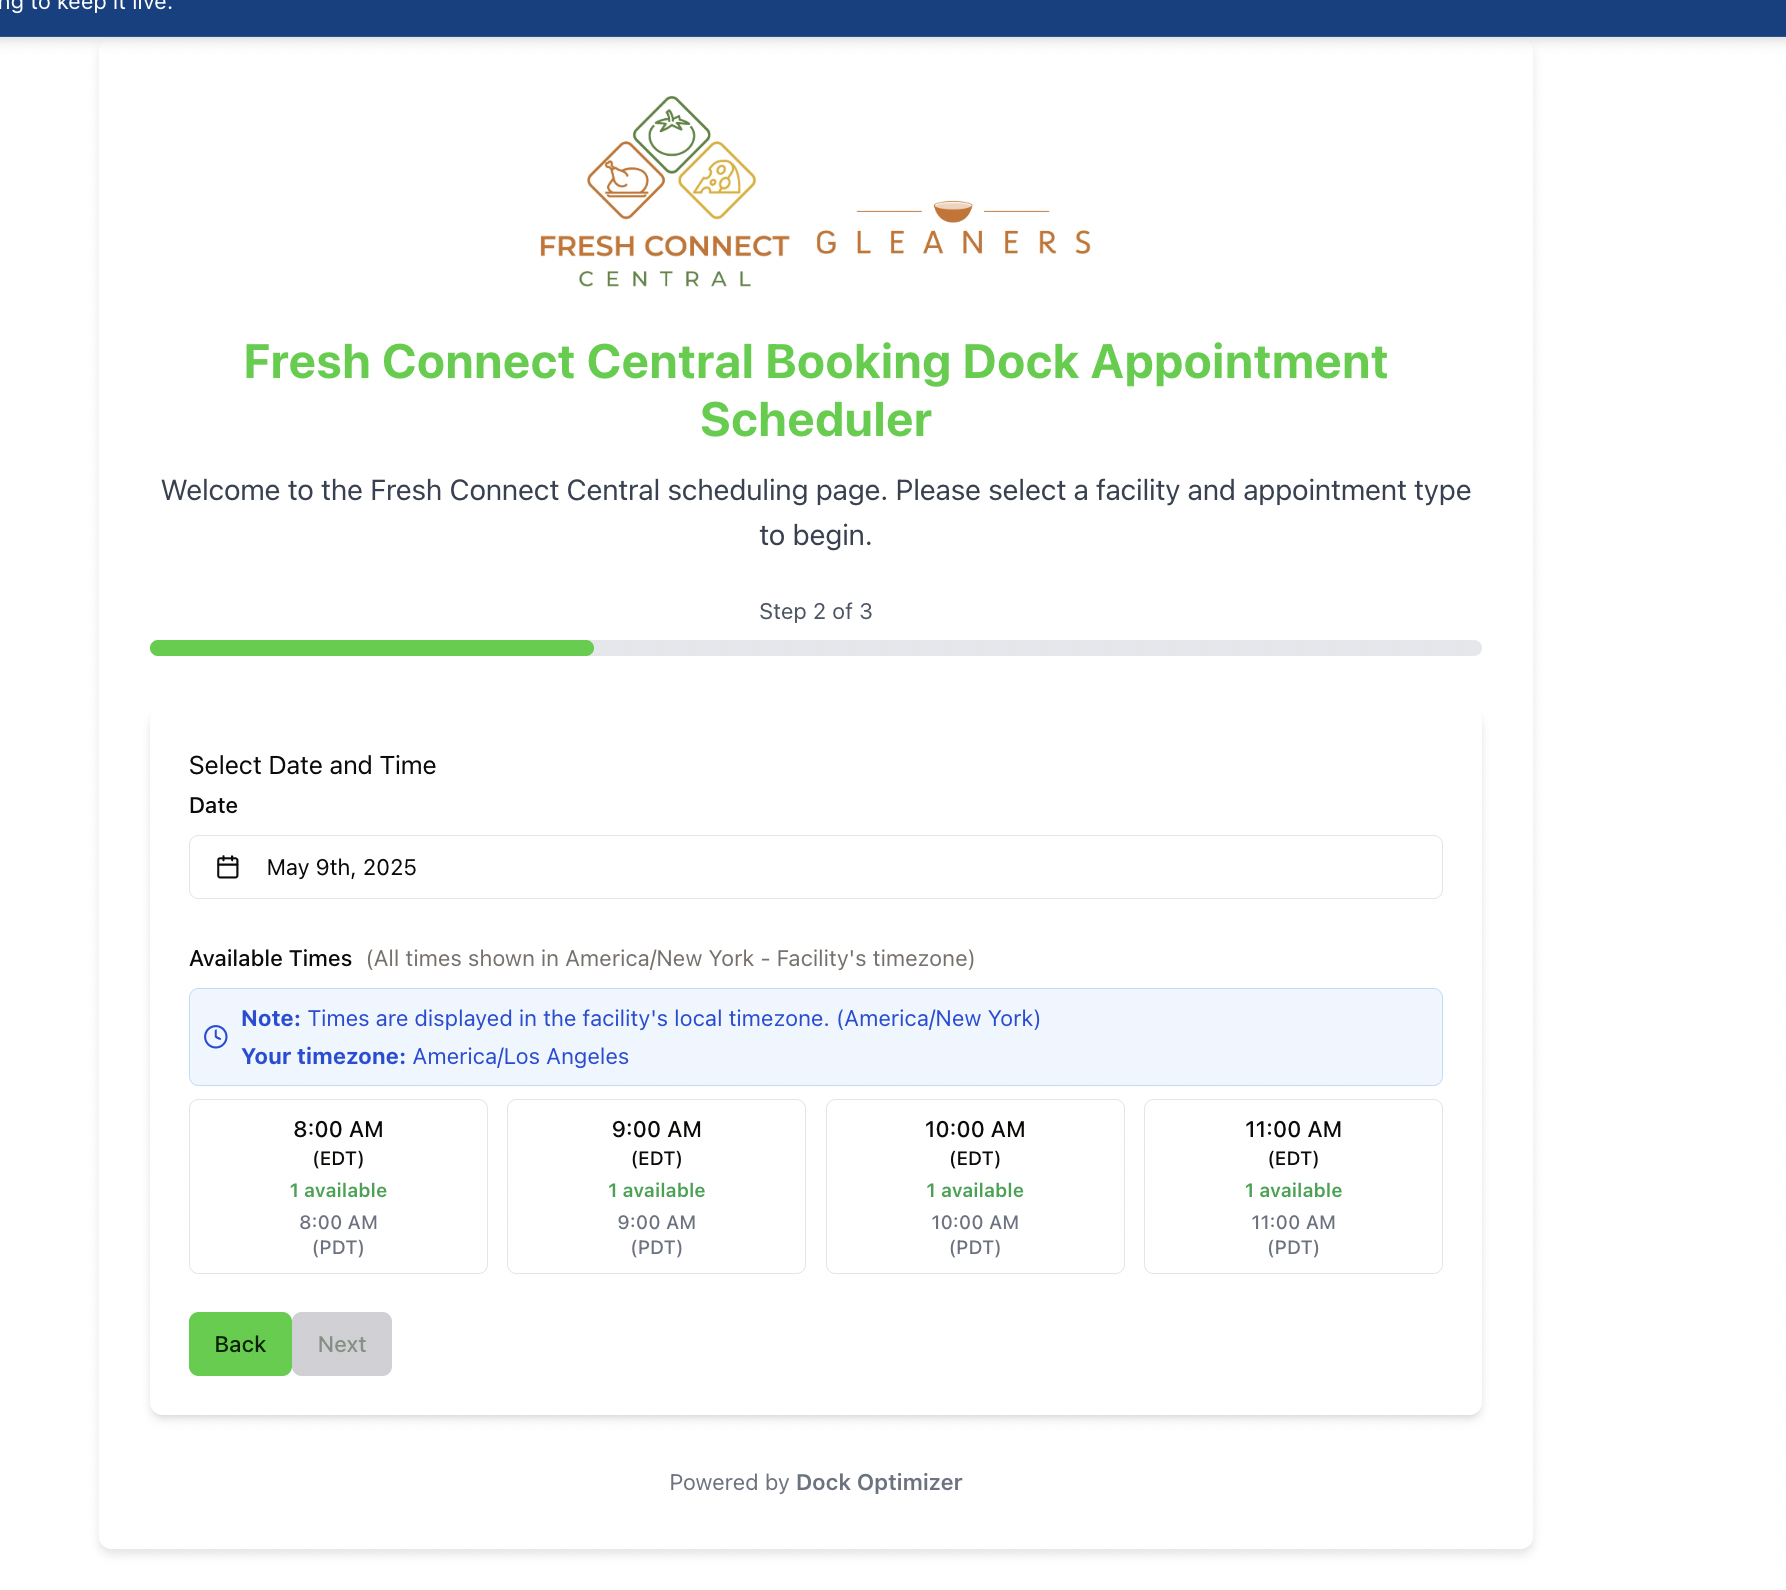 to keep it live.
FRESH CONNECT
CENTRAL
GLEANERS
Fresh Connect Central Booking Dock Appointment
Scheduler
Welcome to the Fresh Connect Central scheduling page. Please select a facility and appointment type
to begin.
Step 2 of 3
Select Date and Time
Date
May 9th, 2025
Available Times (All times shown in America/New York - Facility's timezone)
Note: Times are displayed in the facility's local timezone. (America/New York)
Your timezone: America/Los Angeles
8:00 AM
(EDT)
1 available
8:00 AM
(PDT)
9:00 AM
(EDT)
1 available
9:00 AM
(PDT)
10:00 AM
(EDT)
1 available
10:00 AM
(PDT)
11:00 AM
(EDT)
1 available
11:00 AM
(PDT)
Back
Next
Powered by Dock Optimizer